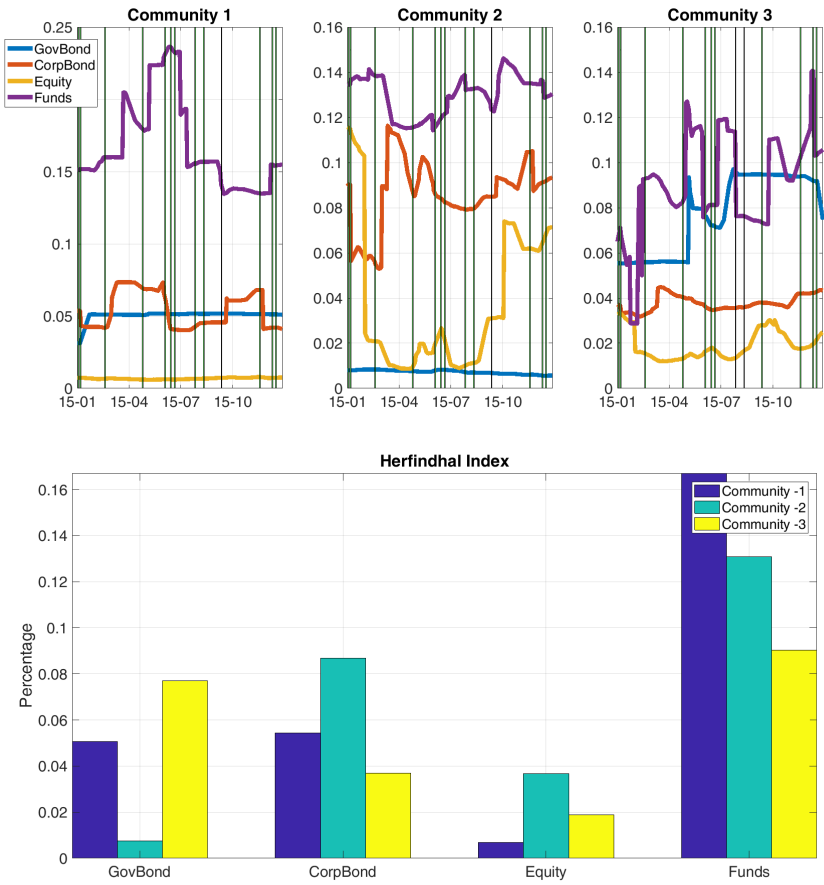 Community 1
0.25
0.15
0.1
0.05
0
15-01 15-04 15-07 15-10
GovBond
CorpBond
Equity
Funds
Community 2
0.16
0.14
0.12
0.1
0.08
0.06
0.04
0.02
0
15-01 15-04 15-07 15-10
Community 3
0.16
0.14
0.12
0.1
0.08
0.06
0.04
0.02
0
15-01 15-04 15-07 15-10
Herfindhal Index
Percentage
0.16
0.14
0.12
0.1
0.08
0.06
0.04
0.02
0
Community -1
Community -2
Community -3
GovBond CorpBond Equity Funds